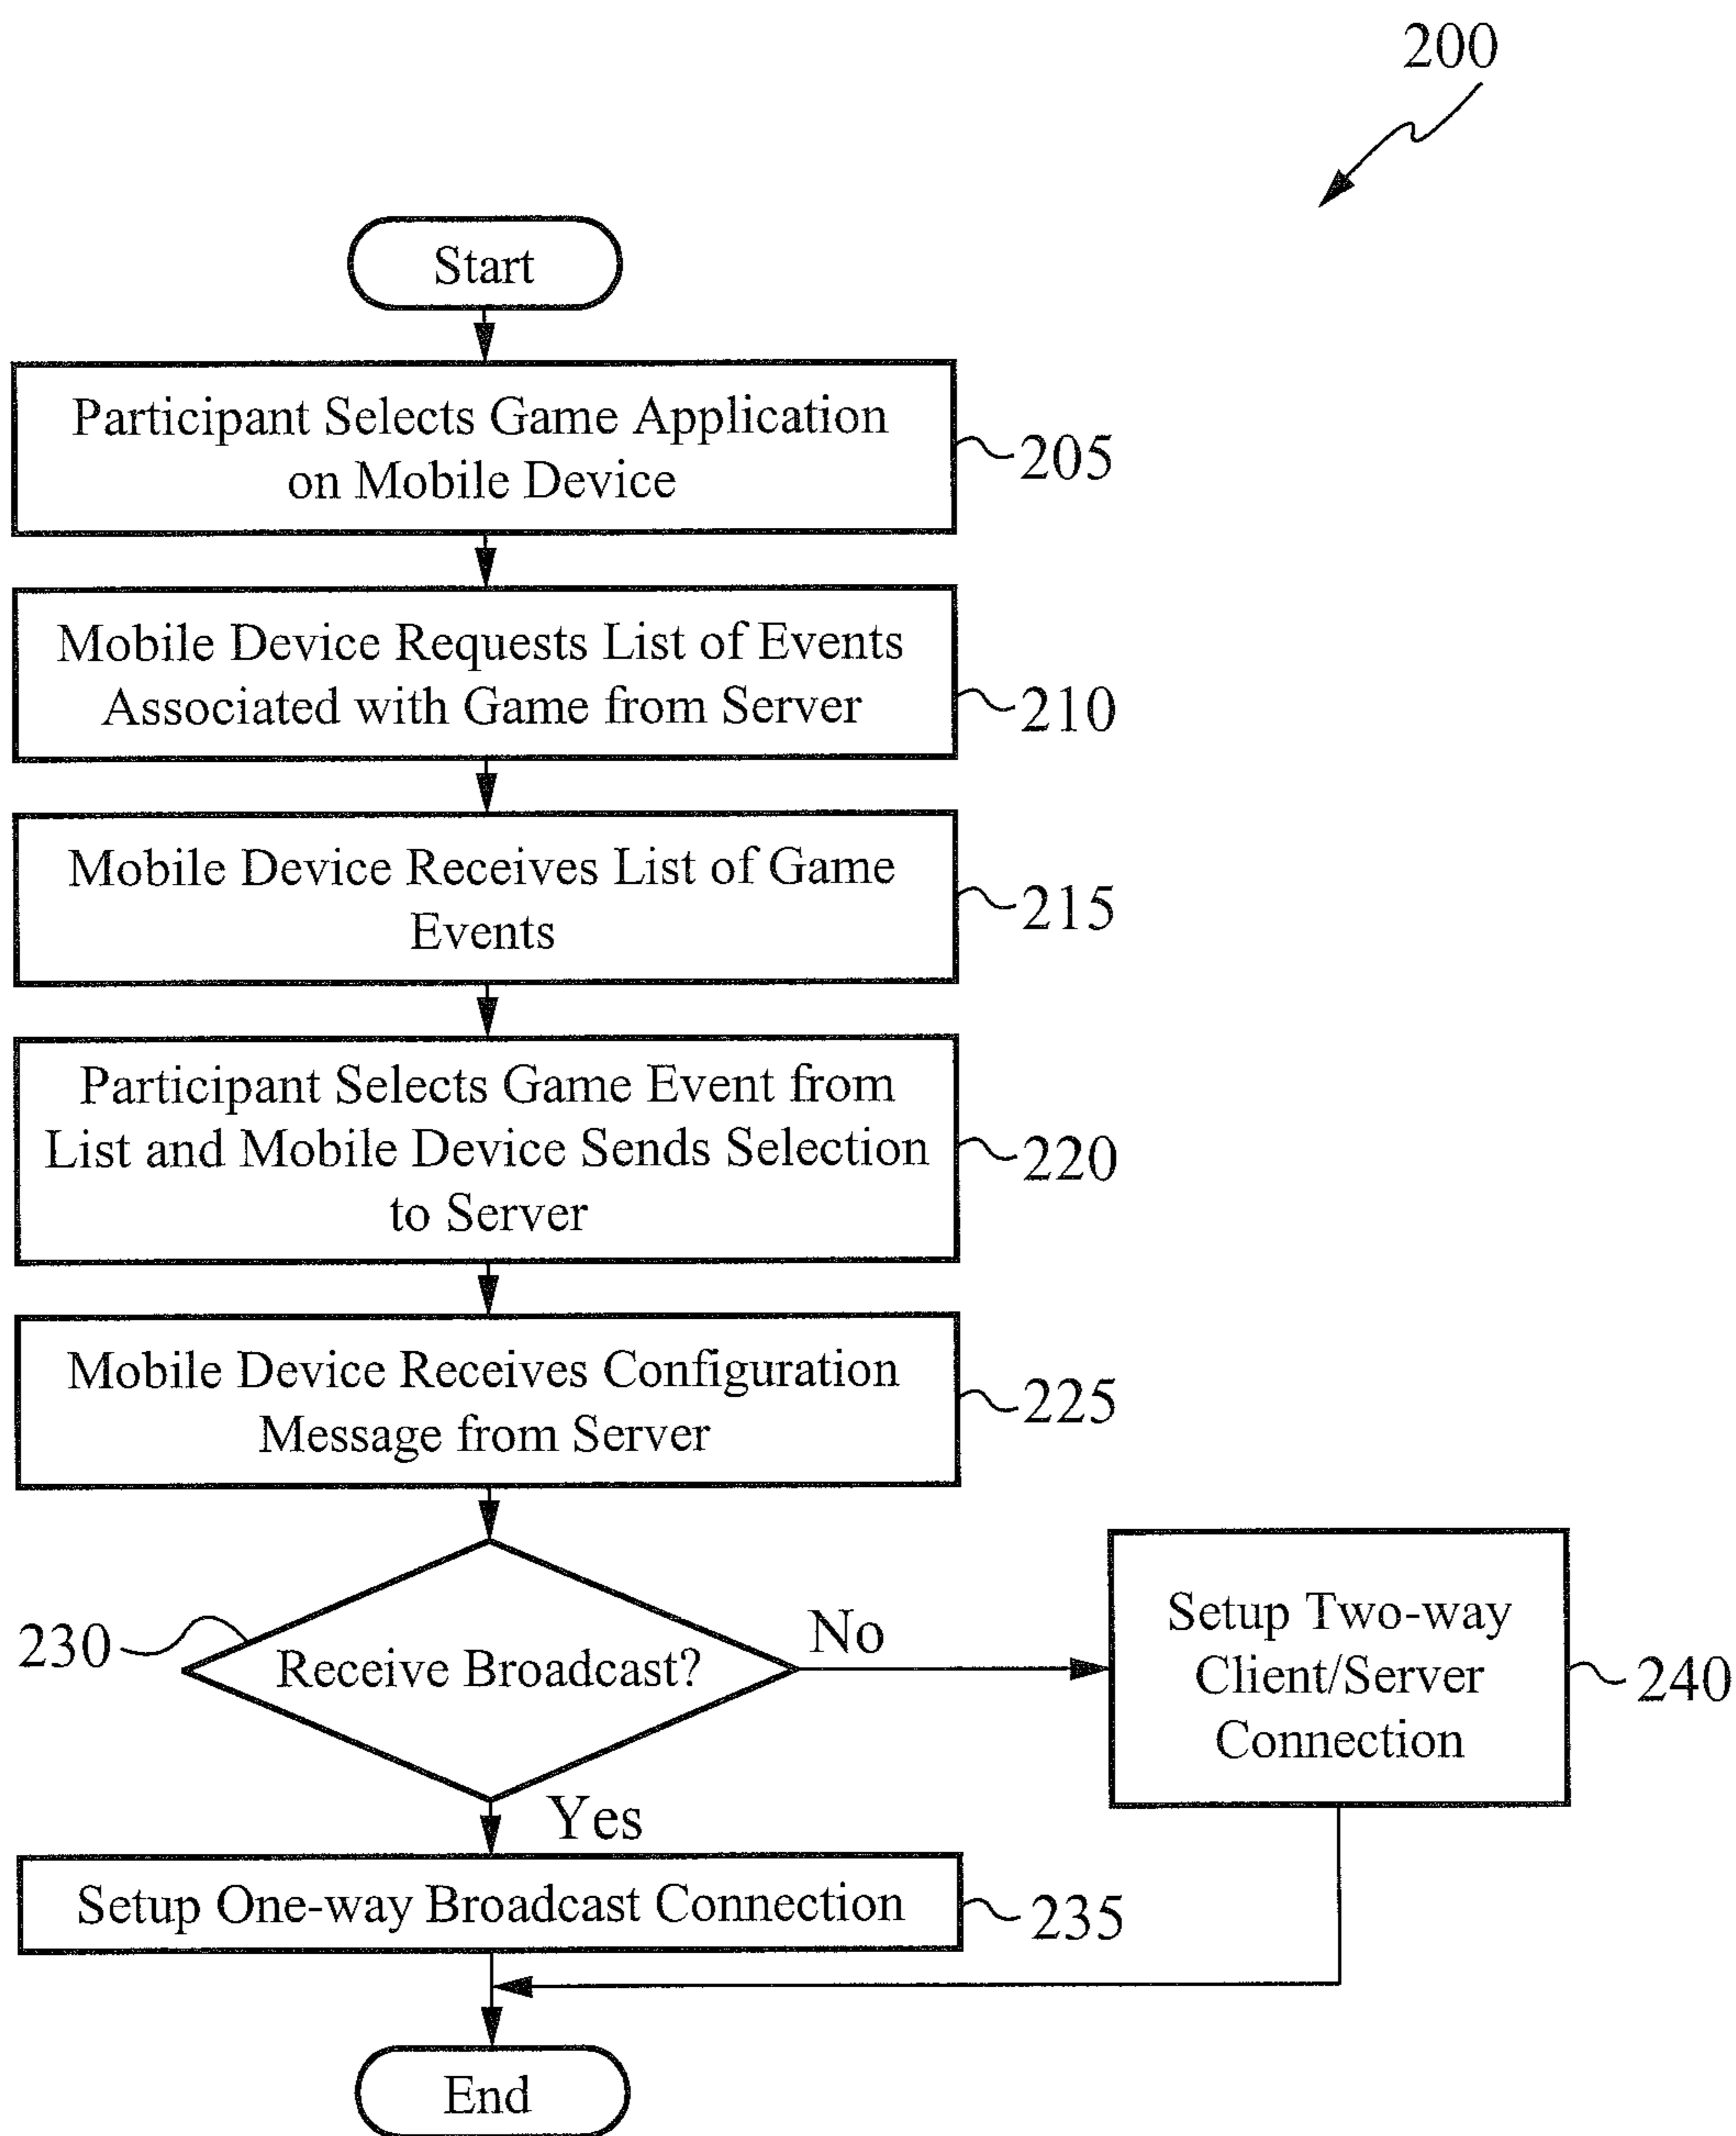 200
Start
Participant Selects Game Application
on Mobile Device
205
Mobile Device Requests List of Events
Associated with Game from Server
210
Mobile Device Receives List of Game
Events
215
Participant Selects Game Event from
List and Mobile Device Sends Selection
to Server
220
Mobile Device Receives Configuration
Message from Server
225
230
Receive Broadcast?
No
Setup Two-way
Client/Server
Connection
240
Yes
Setup One-way Broadcast Connection
235
End